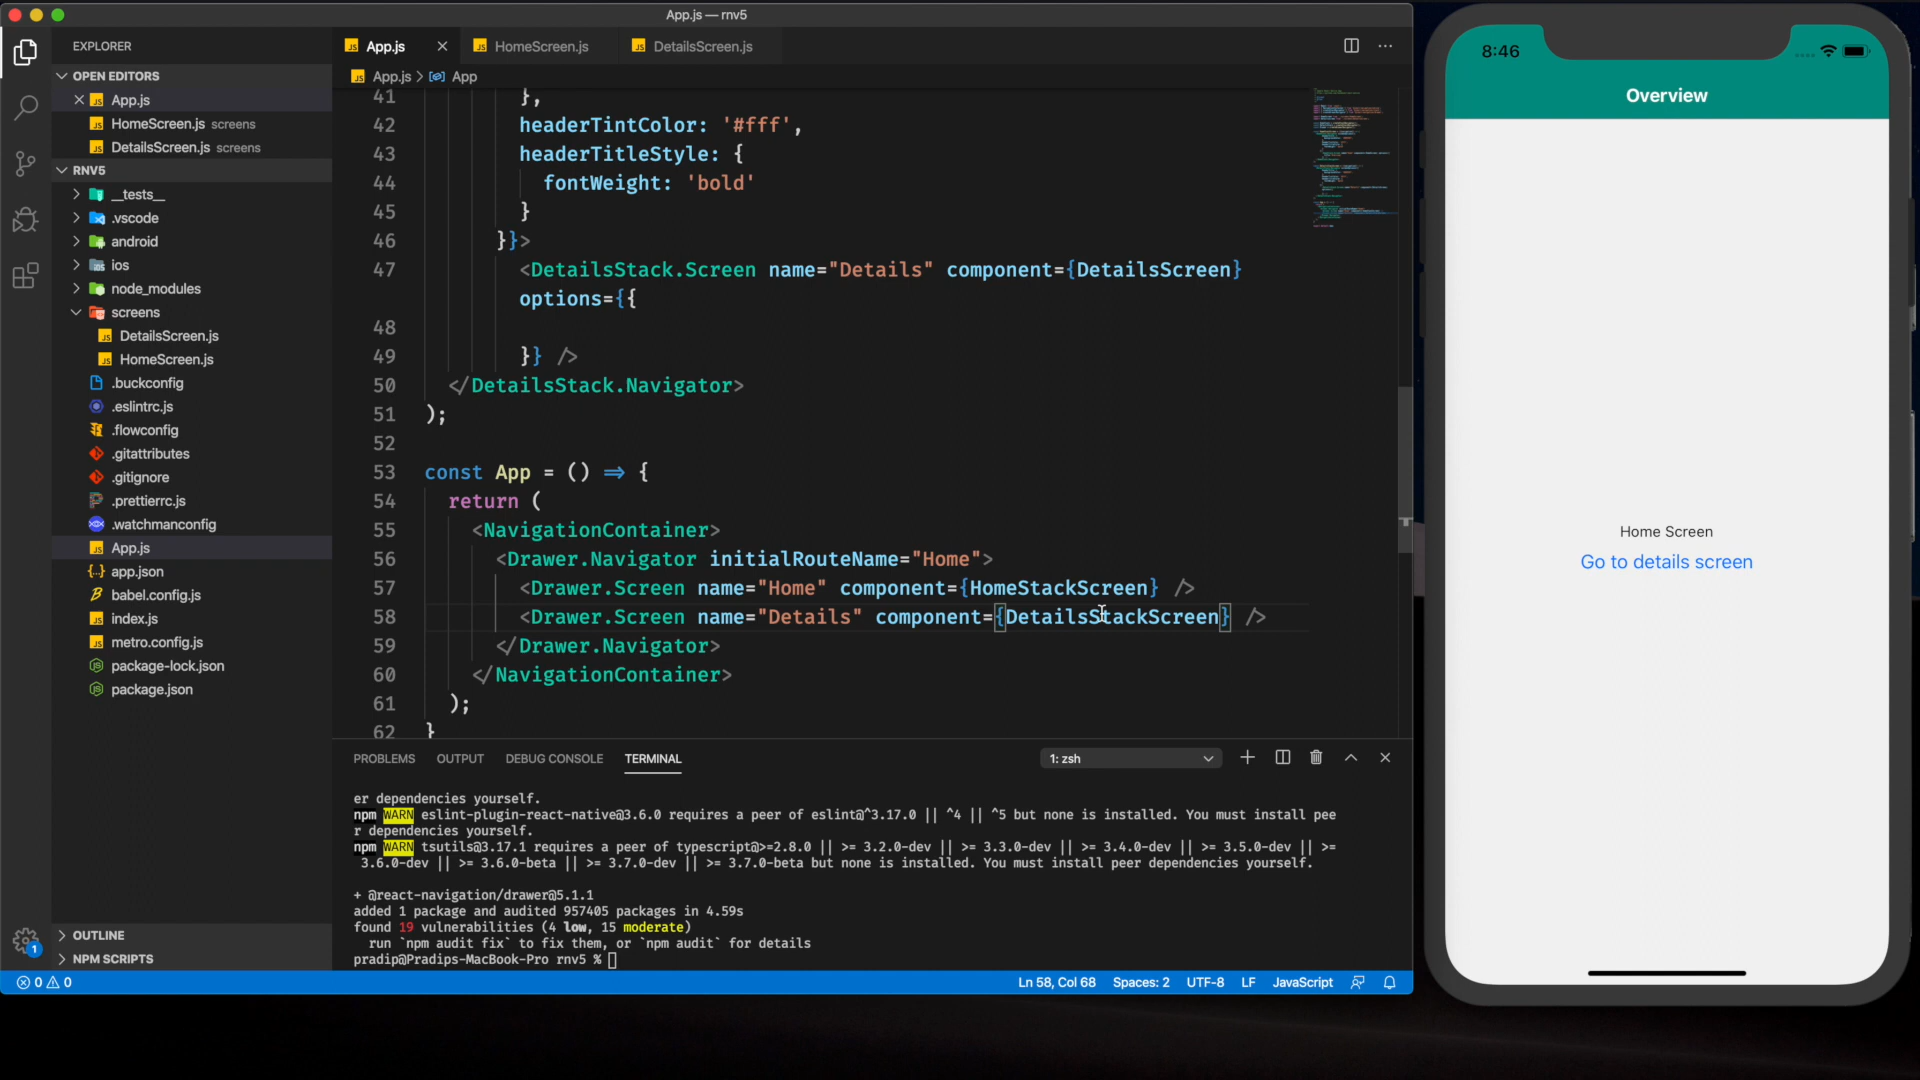 App.js — rnv5
EXPLORER
OPEN EDITORS
App.js
HomeScreen.js screens
DetailsScreen.js screens
RNV5
__tests__
.vscode
android
ios
node_modules
screens
DetailsScreen.js
HomeScreen.js
.buckconfig
.eslintrc.js
.flowconfig
.gitattributes
.gitignore
.prettierrc.js
.watchmanconfig
App.js
app.json
babel.config.js
index.js
metro.config.js
package-lock.json
package.json
OUTLINE
NPM SCRIPTS
1
App.js HomeScreen.js DetailsScreen.js
App.js > App
41 },
42 headerTintColor: '#fff',
43 headerTitleStyle: {
44 fontWeight: 'bold'
45 }
46 }}>
47 <DetailsStack.Screen name="Details" component={DetailsScreen}
options={{
48
49 }} />
50 </DetailsStack.Navigator>
51 );
52
53 const App = () => {
54 return (
55 <NavigationContainer>
56 <Drawer.Navigator initialRouteName="Home">
57 <Drawer.Screen name="Home" component={HomeStackScreen} />
58 <Drawer.Screen name="Details" component={DetailsStackScreen} />
59 </Drawer.Navigator>
60 </NavigationContainer>
61 );
62 }
PROBLEMS OUTPUT DEBUG CONSOLE TERMINAL 1: zsh
er dependencies yourself.
npm WARN eslint-plugin-react-native@3.6.0 requires a peer of eslint@^3.17.0 || ^4 || ^5 but none is installed. You must install pee
r dependencies yourself.
npm WARN tsutils@3.17.1 requires a peer of typescript@>=2.8.0 || >= 3.2.0-dev || >= 3.3.0-dev || >= 3.4.0-dev || >= 3.5.0-dev || >=
3.6.0-dev || >= 3.6.0-beta || >= 3.7.0-dev || >= 3.7.0-beta but none is installed. You must install peer dependencies yourself.
+ @react-navigation/drawer@5.1.1
added 1 package and audited 957405 packages in 4.59s
found 19 vulnerabilities (4 low, 15 moderate)
run `npm audit fix` to fix them, or `npm audit` for details
pradip@Pradips-MacBook-Pro rnv5 %
0 0 Ln 58, Col 68 Spaces: 2 UTF-8 LF JavaScript
8:46
Overview
Home Screen
Go to details screen